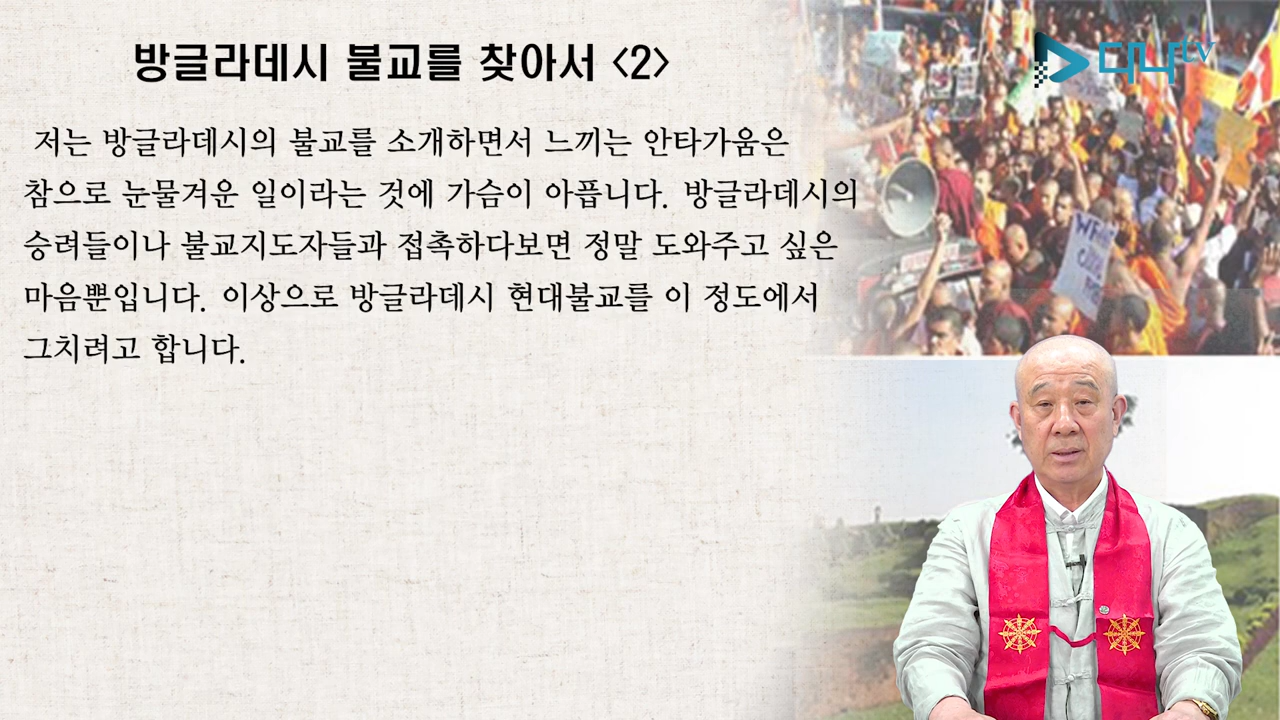 방글라데시 불교를 찾아서 <2>
다나tv
저는 방글라데시의 불교를 소개하면서 느끼는 안타가움은
참으로 눈물겨운 일이라는 것에 가슴이 아픕니다. 방글라데시의
승려들이나 불교지도자들과 접촉하다보면 정말 도와주고 싶은
마음뿐입니다. 이상으로 방글라데시 현대불교를 이 정도에서
그치려고 합니다.